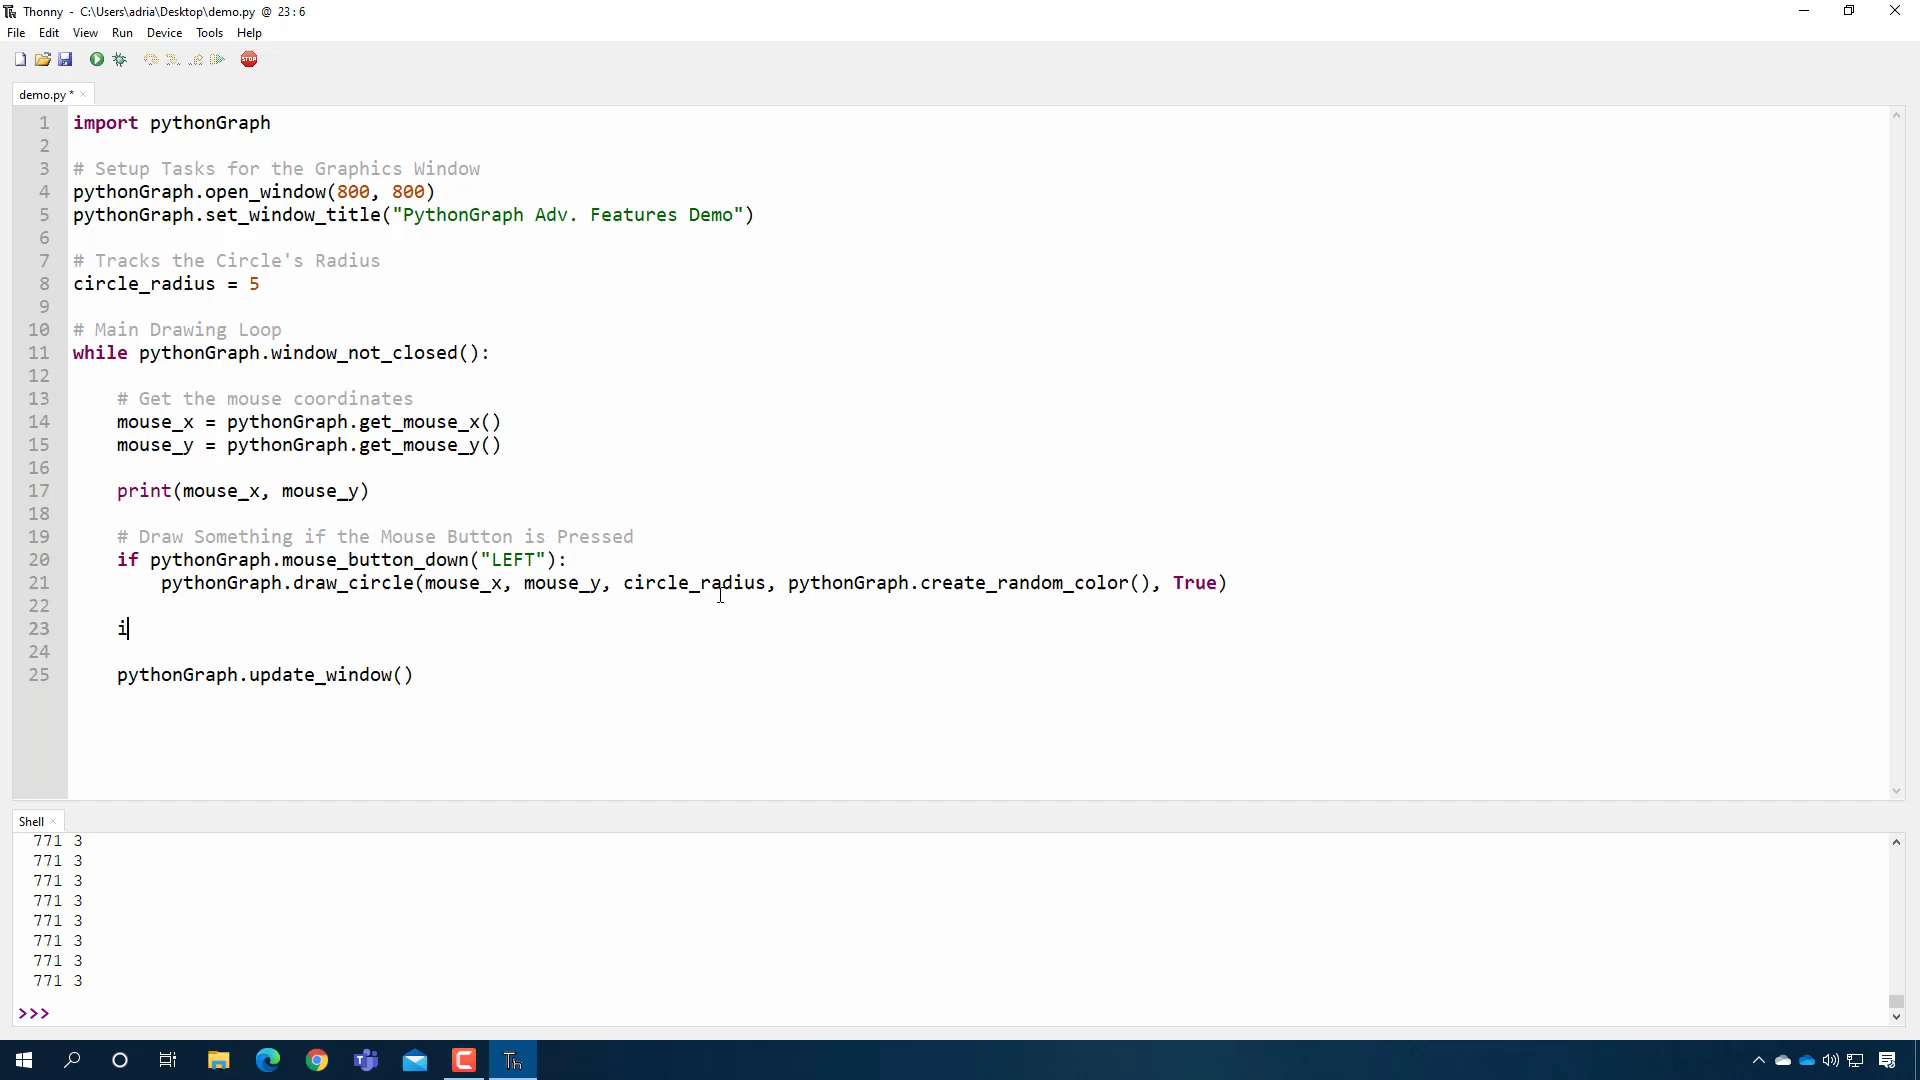 Thonny - C:\Users\adria\Desktop\demo.py @ 23 : 6
File Edit View Run Device Tools Help
STOP
demo.py *
1 import pythonGraph
2
3 # Setup Tasks for the Graphics Window
4 pythonGraph.open_window(800, 800)
5 pythonGraph.set_window_title("PythonGraph Adv. Features Demo")
6
7 # Tracks the Circle's Radius
8 circle_radius = 5
9
10 # Main Drawing Loop
11 while pythonGraph.window_not_closed():
12
13 # Get the mouse coordinates
14 mouse_x = pythonGraph.get_mouse_x()
15 mouse_y = pythonGraph.get_mouse_y()
16
17 print(mouse_x, mouse_y)
18
19 # Draw Something if the Mouse Button is Pressed
20 if pythonGraph.mouse_button_down("LEFT"):
21 pythonGraph.draw_circle(mouse_x, mouse_y, circle_radius, pythonGraph.create_random_color(), True)
22
23 i
24
25 pythonGraph.update_window()
Shell
771 3
771 3
771 3
771 3
771 3
771 3
771 3
771 3
>>>
Th